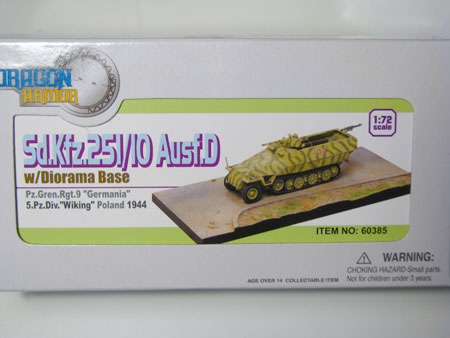 DRAGON
ARMOR
Sd.Kfz.251/10 Ausf.D
1:72
scale
w/Diorama Base
Pz.Gren.Rgt.9 "Germania"
5.Pz.Div."Wiking" Poland 1944
ITEM NO: 60385
WARNING:
CHOKING HAZARD-Small parts.
Not for children under 3 years.
AGE OVER 14 COLLECTABLE ITEM